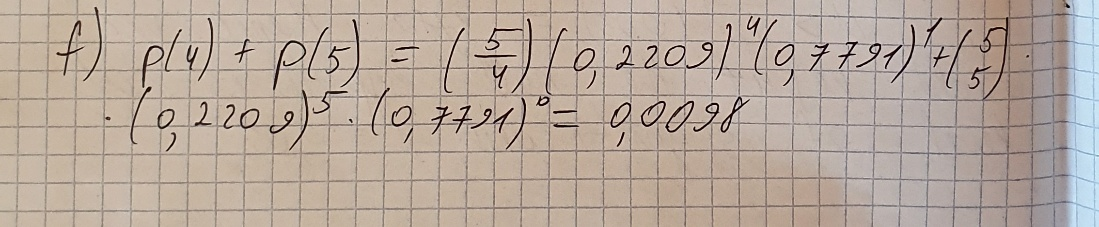 f) p(4) + p(5) = (5/4) (0,2209)⁴ (0,7791)¹ + (5 5) ·
· (0,2209)⁵ · (0,7791)⁰ = 0,0098